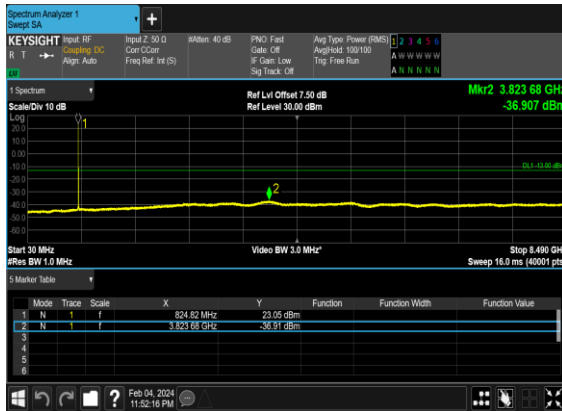 Spectrum Analyzer 1
Swept SA
+
KEYSIGHT Input: RF Input Z: 50 Ω #Atten: 40 dB PNO: Fast Avg Type: Power (RMS) 1 2 3 4 5 6
R T Coupling: DC Corr CCorr Gate: Off Avg|Hold: 100/100 A W W W W W
Align: Auto Freq Ref: Int (S) IF Gain: Low Trig: Free Run
LXI Sig Track: Off A N N N N N
1 Spectrum Ref Lvl Offset 7.50 dB Mkr2 3.823 68 GHz
Scale/Div 10 dB Ref Level 30.00 dBm -36.907 dBm
Log
1
20.0
10.0
0.00
-10.0 DL1 -13.00 dBm
-20.0
-30.0 2
-40.0
-50.0
-60.0
Start 30 MHz Video BW 3.0 MHz* Stop 8.490 GHz
#Res BW 1.0 MHz Sweep 16.0 ms (40001 pts)
5 Marker Table
Mode Trace Scale X Y Function Function Width Function Value
1 N 1 f 824.82 MHz 23.05 dBm
2 N 1 f 3.823 68 GHz -36.91 dBm
3
4
5
6
? Feb 04, 2024
11:52:16 PM